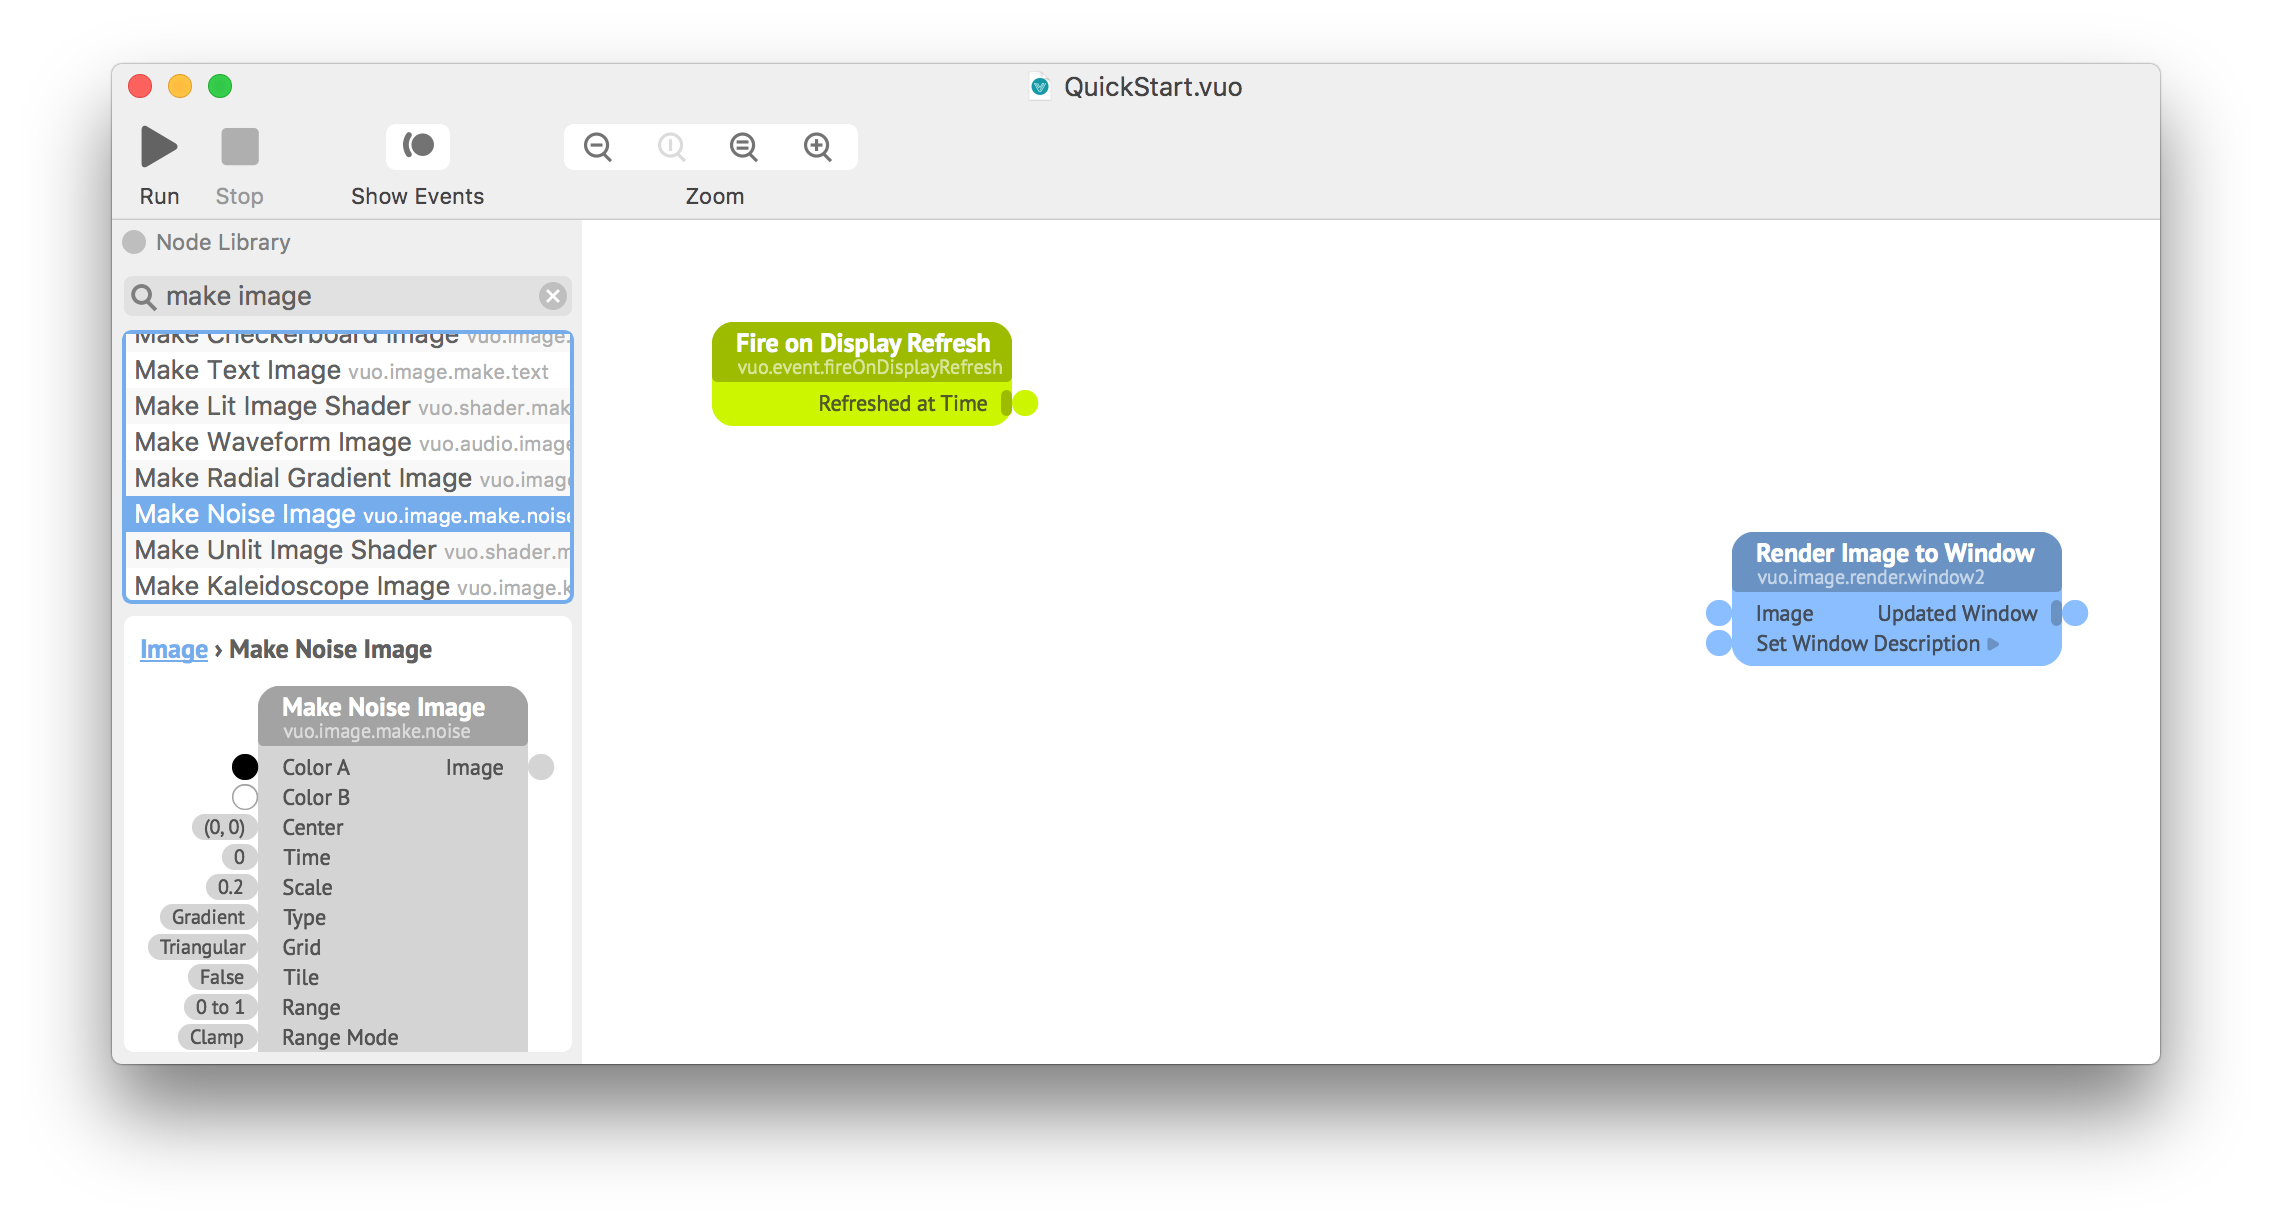 QuickStart.vuo
Run
Stop
Show Events
Zoom
Node Library
make image
Make Checkerboard Image vuo.image.
Make Text Image vuo.image.make.text
Make Lit Image Shader vuo.shader.mak
Make Waveform Image vuo.audio.image
Make Radial Gradient Image vuo.imag
Make Noise Image vuo.image.make.nois
Make Unlit Image Shader vuo.shader.m
Make Kaleidoscope Image vuo.image.k
Image › Make Noise Image
Make Noise Image
vuo.image.make.noise
Color A Image
Color B
(0, 0) Center
0 Time
0.2 Scale
Gradient Type
Triangular Grid
False Tile
0 to 1 Range
Clamp Range Mode
Fire on Display Refresh
vuo.event.fireOnDisplayRefresh
Refreshed at Time
Render Image to Window
vuo.image.render.window2
Image Updated Window
Set Window Description